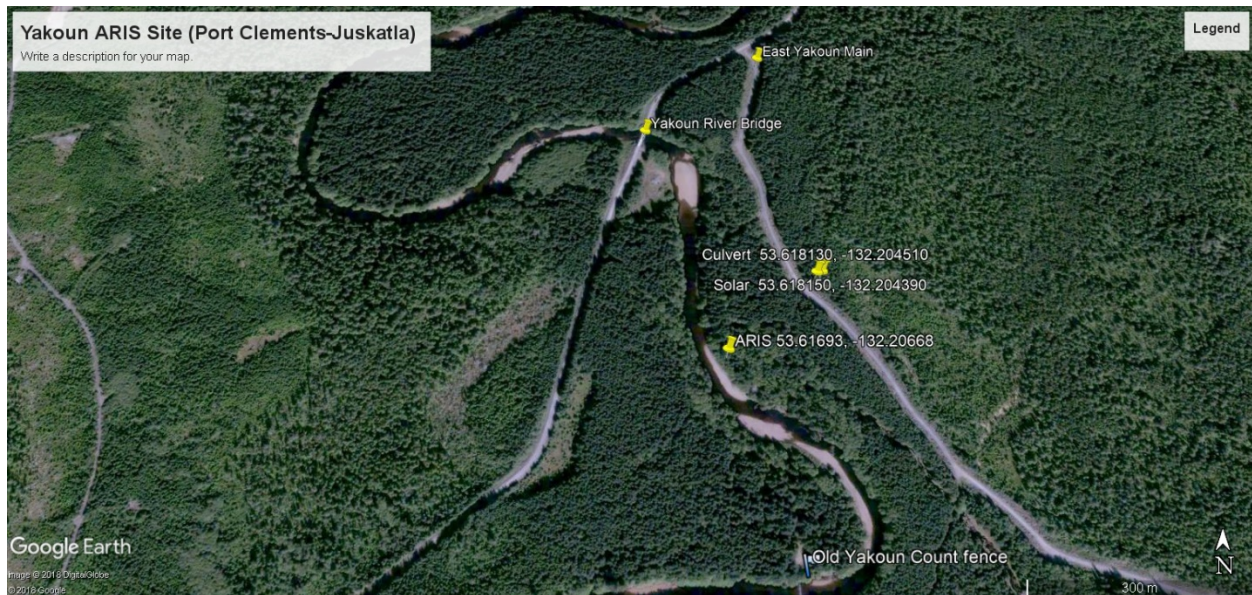 Yakoun ARIS Site (Port Clements-Juskatla)
Write a description for your map.
Legend
East Yakoun Main
Yakoun River Bridge
Culvert 53.618130, -132.204510
Solar 53.618150, -132.204390
ARIS 53.61693, -132.20668
Old Yakoun Count fence
Google Earth
Image © 2018 DigitalGlobe
© 2018 Google
N
300 m